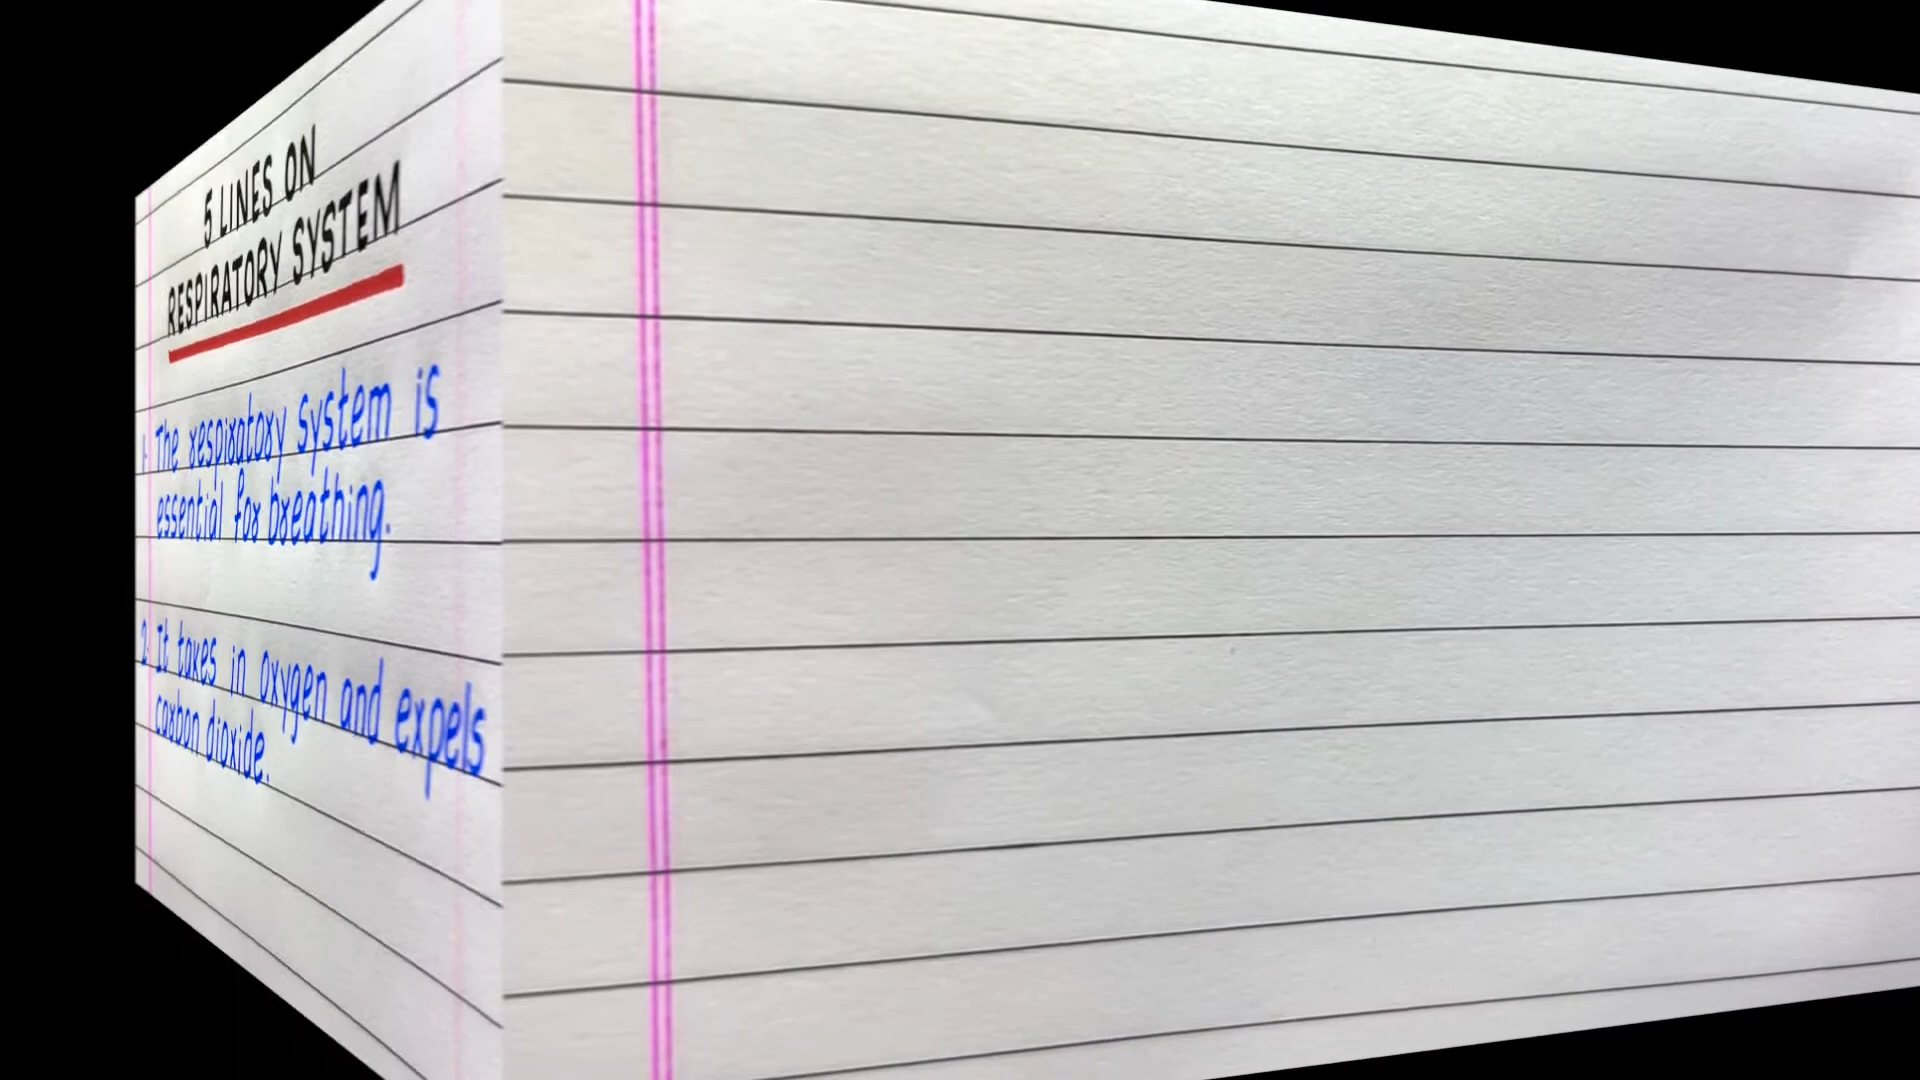 5 LINES ON
RESPIRATORY SYSTEM
1- The respiratory system is
essential for breathing.
2- It takes in oxygen and expels
carbon dioxide.